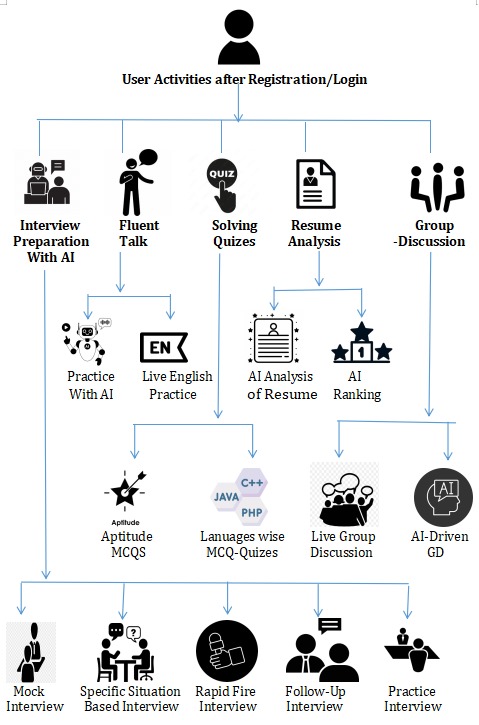 User Activities after Registration/Login
QUIZ
Interview
Preparation
With AI
Fluent
Talk
Solving
Quizes
Resume
Analysis
Group
-Discussion
EN
1
Practice
With AI
Live English
Practice
AI Analysis
of Resume
AI
Ranking
Aptitude
C++
JAVA
PHP
AI
Aptitude
MCQS
Lanuages wise
MCQ-Quizes
Live Group
Discussion
AI-Driven
GD
?
Mock
Interview
Specific Situation
Based Interview
Rapid Fire
Interview
Follow-Up
Interview
Practice
Interview